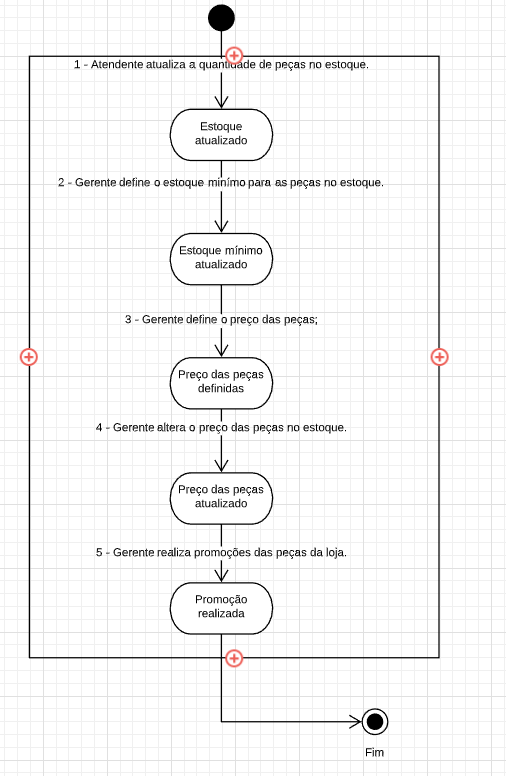 1 - Atendente atualiza a quantidade de peças no estoque.
Estoque
atualizado
2 - Gerente define o estoque minímo para as peças no estoque.
Estoque mínimo
atualizado
3 - Gerente define o preço das peças;
Preço das peças
definidas
4 - Gerente altera o preço das peças no estoque.
Preço das peças
atualizado
5 - Gerente realiza promoções das peças da loja.
Promoção
realizada
Fim